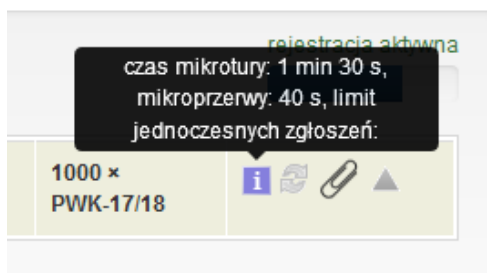 rejestracja aktywna
czas mikrotury: 1 min 30 s,
mikroprzerwy: 40 s, limit
jednoczesnych zgłoszeń:
1000 ×
PWK-17/18
i